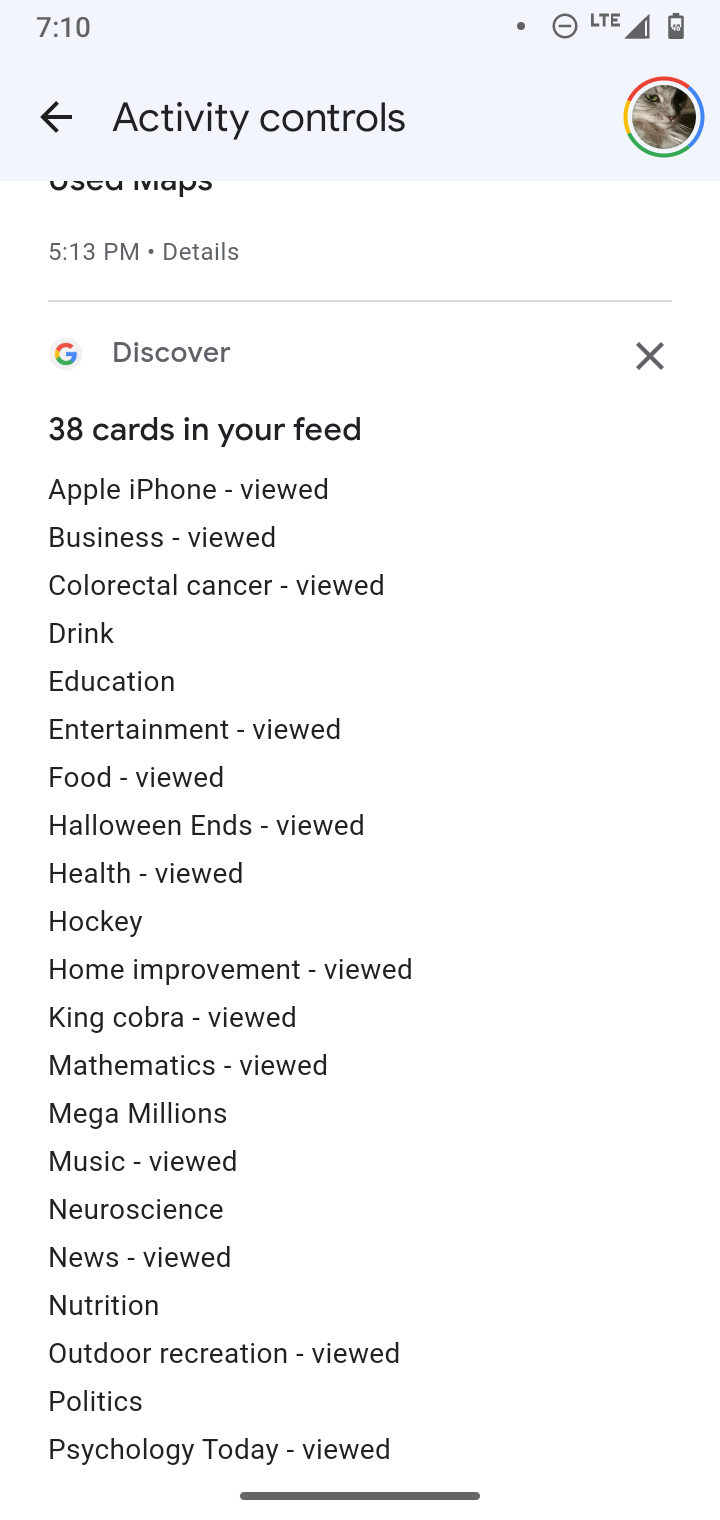 7:10
LTE
Activity controls
Used Maps
5:13 PM • Details
Discover
38 cards in your feed
Apple iPhone - viewed
Business - viewed
Colorectal cancer - viewed
Drink
Education
Entertainment - viewed
Food - viewed
Halloween Ends - viewed
Health - viewed
Hockey
Home improvement - viewed
King cobra - viewed
Mathematics - viewed
Mega Millions
Music - viewed
Neuroscience
News - viewed
Nutrition
Outdoor recreation - viewed
Politics
Psychology Today - viewed